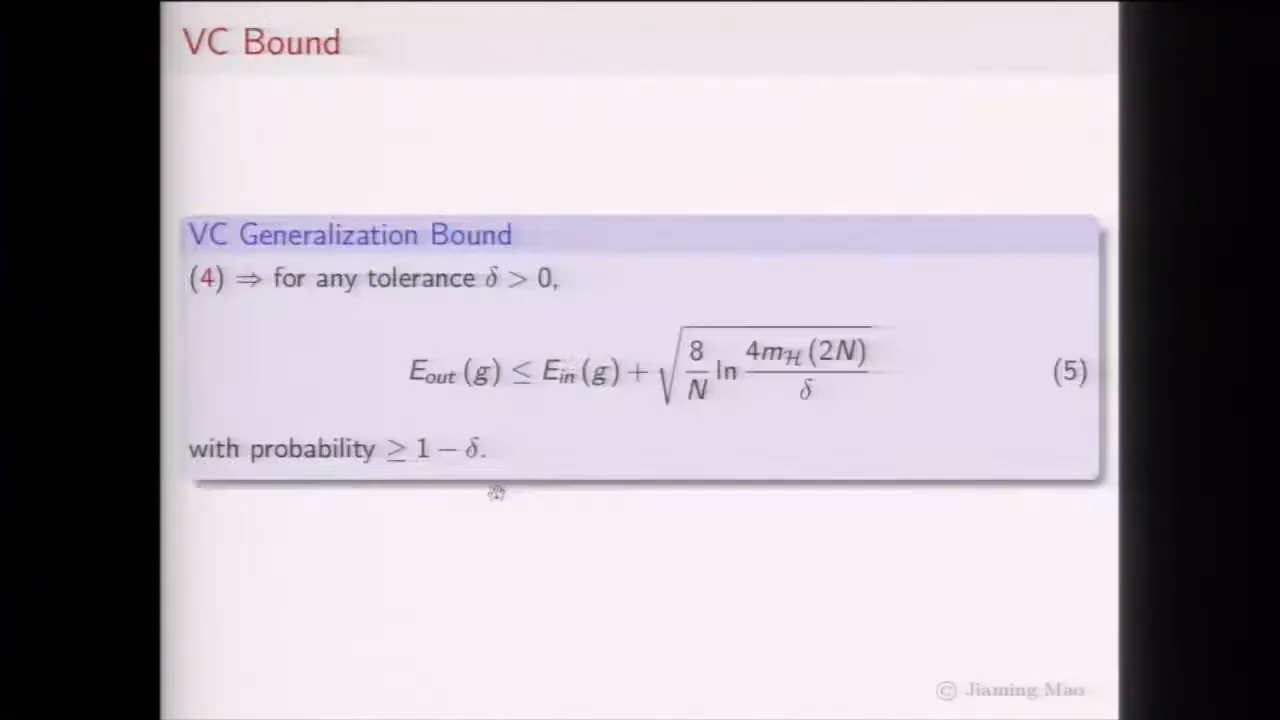 VC Bound
VC Generalization Bound
(4) ⇒ for any tolerance δ > 0,
E_out (g) ≤ E_in (g) + √(8/N ln 4m_ℋ (2N)/δ) (5)
with probability ≥ 1 − δ.
© Jiaming Mao